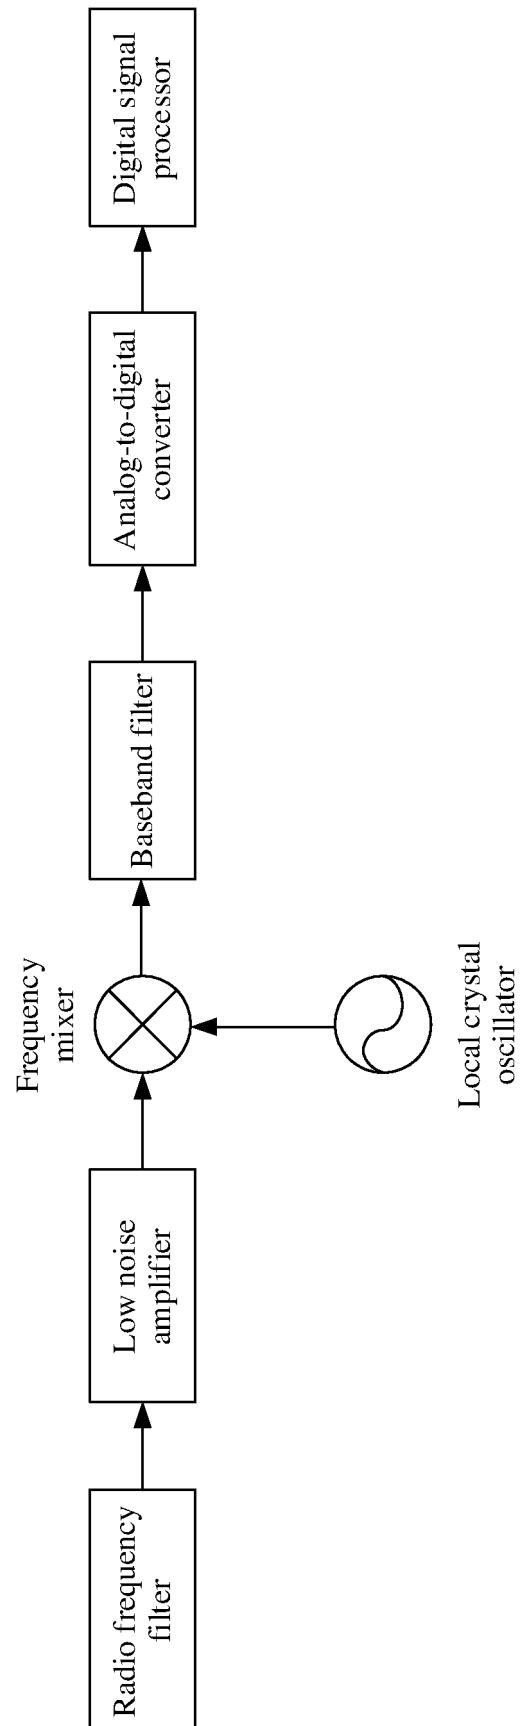 Radio frequency
filter
Low noise
amplifier
Frequency
mixer
Local crystal
oscillator
Baseband filter
Analog-to-digital
converter
Digital signal
processor